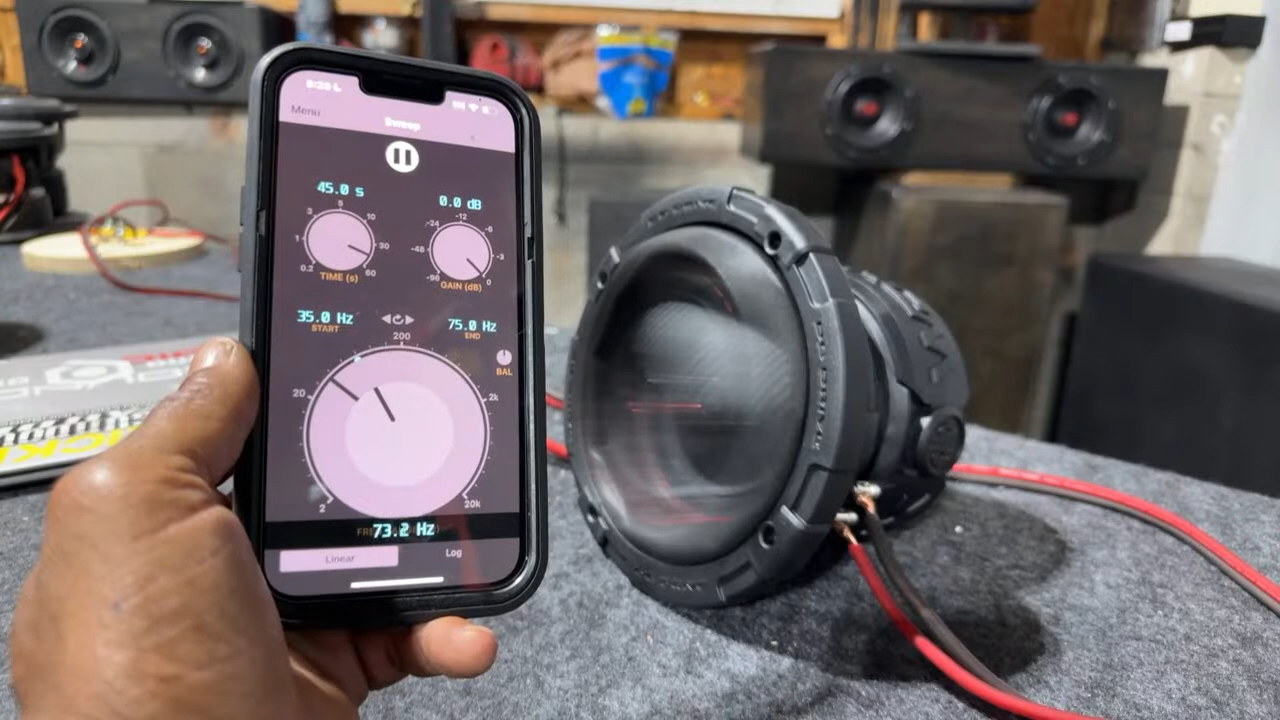 8:20
Menu
Sweep
45.0 s
0.0 dB
5
3
10
1
30
0.2
60
TIME (s)
-12
-24
-6
-48
-3
-96
0
GAIN (dB)
35.0 Hz
START
75.0 Hz
END
200
BAL
20
2k
2
20k
73.2 Hz
Linear
Log